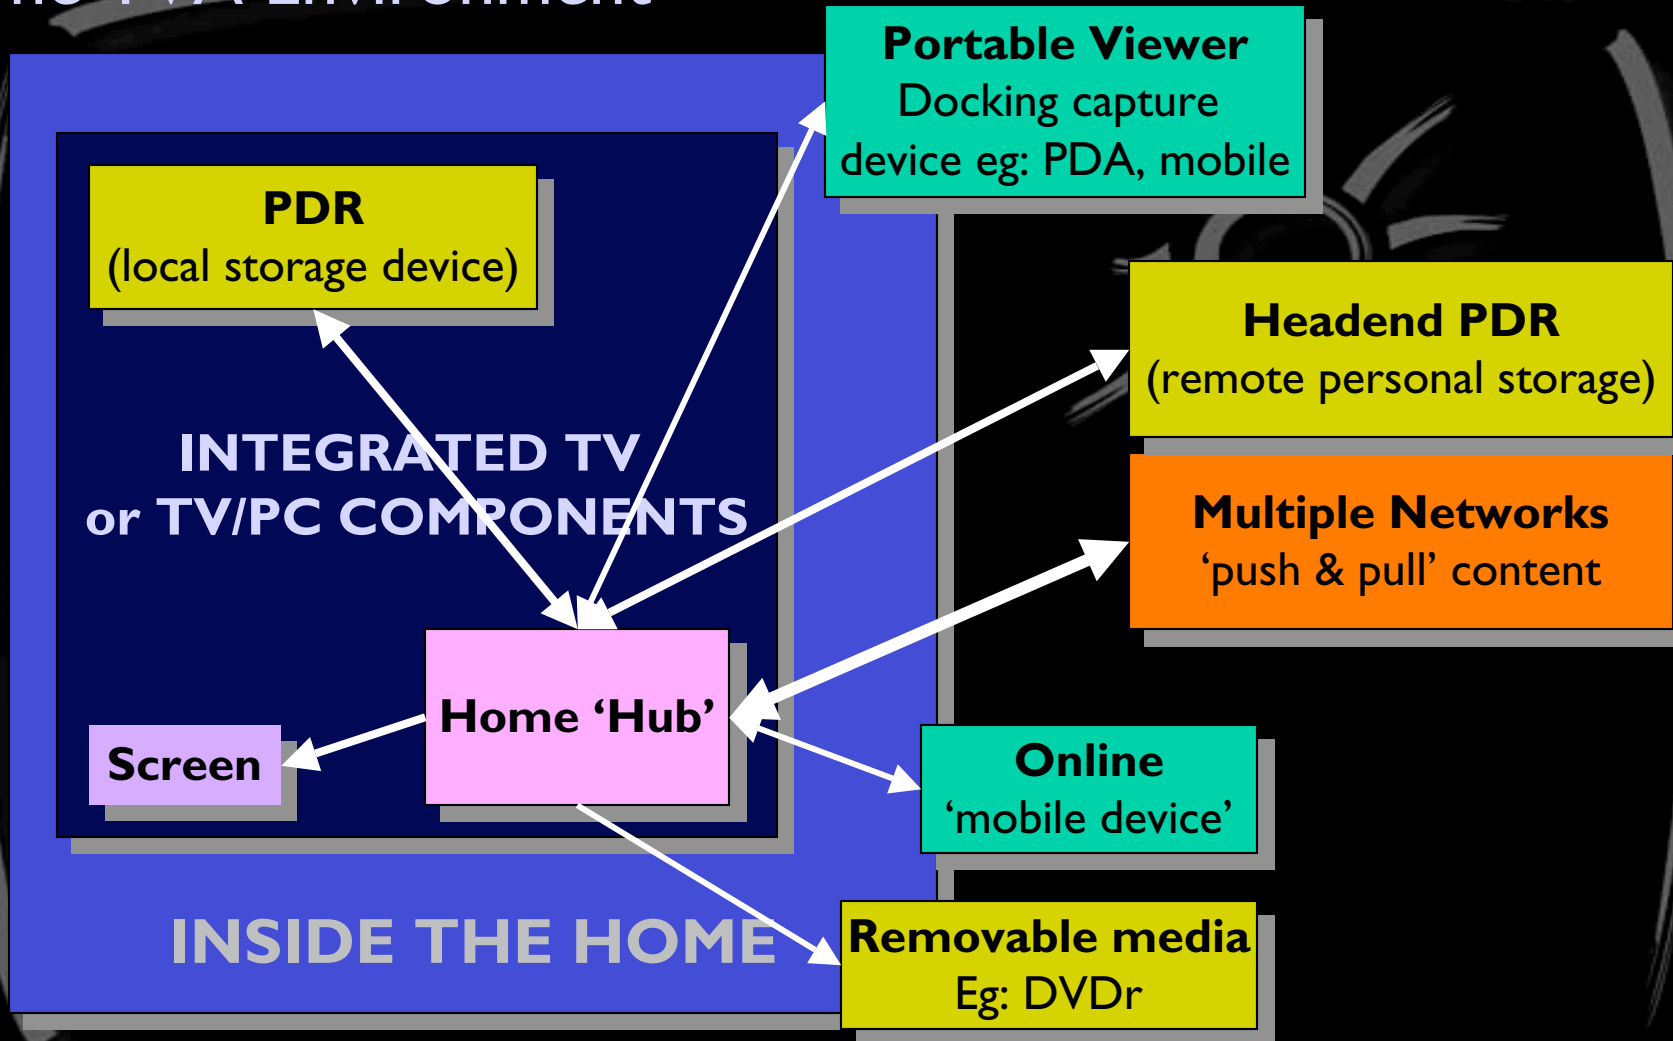 TVA Environment
Portable Viewer
Docking capture
device eg: PDA, mobile
PDR
(local storage device)
Headend PDR
(remote personal storage)
INTEGRATED TV
or TV/PC COMPONENTS
Multiple Networks
‘push & pull’ content
Home ‘Hub’
Screen
Online
‘mobile device’
INSIDE THE HOME
Removable media
Eg: DVDr